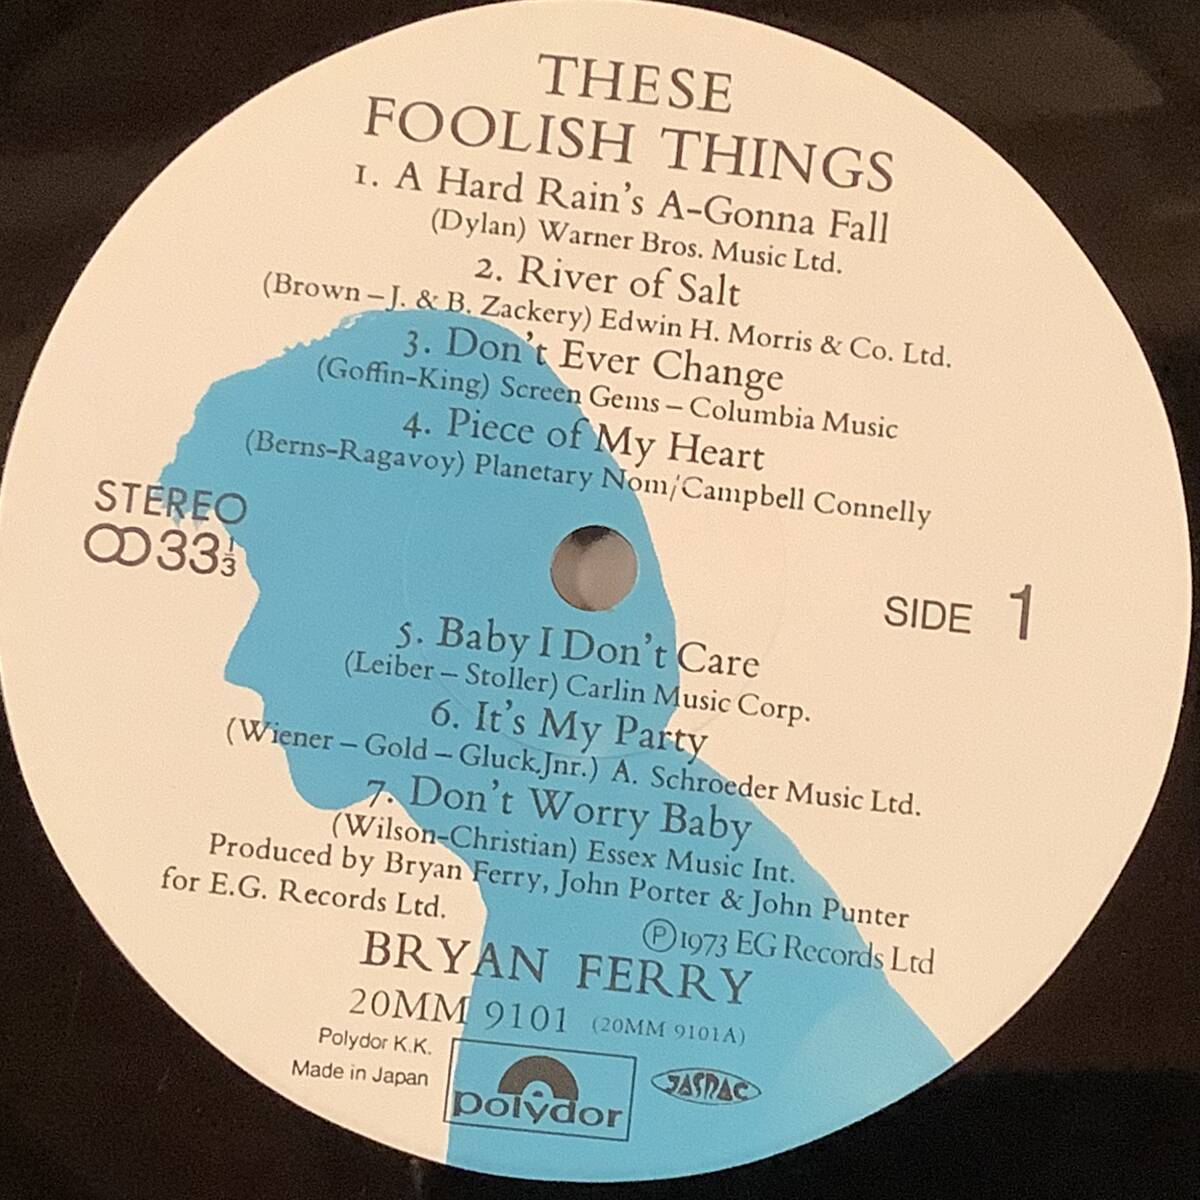 THESE
FOOLISH THINGS
1. A Hard Rain's A-Gonna Fall
(Dylan) Warner Bros. Music Ltd.
2. River of Salt
(Brown – J. & B. Zackery) Edwin H. Morris & Co. Ltd.
3. Don't Ever Change
(Goffin-King) Screen Gems – Columbia Music
4. Piece of My Heart
(Berns-Ragavoy) Planetary Nom/Campbell Connelly
STEREO
33 1/3
SIDE 1
5. Baby I Don't Care
(Leiber – Stoller) Carlin Music Corp.
6. It's My Party
(Wiener – Gold – Gluck,Jnr.) A. Schroeder Music Ltd.
7. Don't Worry Baby
(Wilson-Christian) Essex Music Int.
Produced by Bryan Ferry, John Porter & John Punter
for E.G. Records Ltd.
Ⓟ1973 EG Records Ltd
BRYAN FERRY
20MM 9101 (20MM 9101A)
Polydor K.K.
Made in Japan
polydor
JASRAC